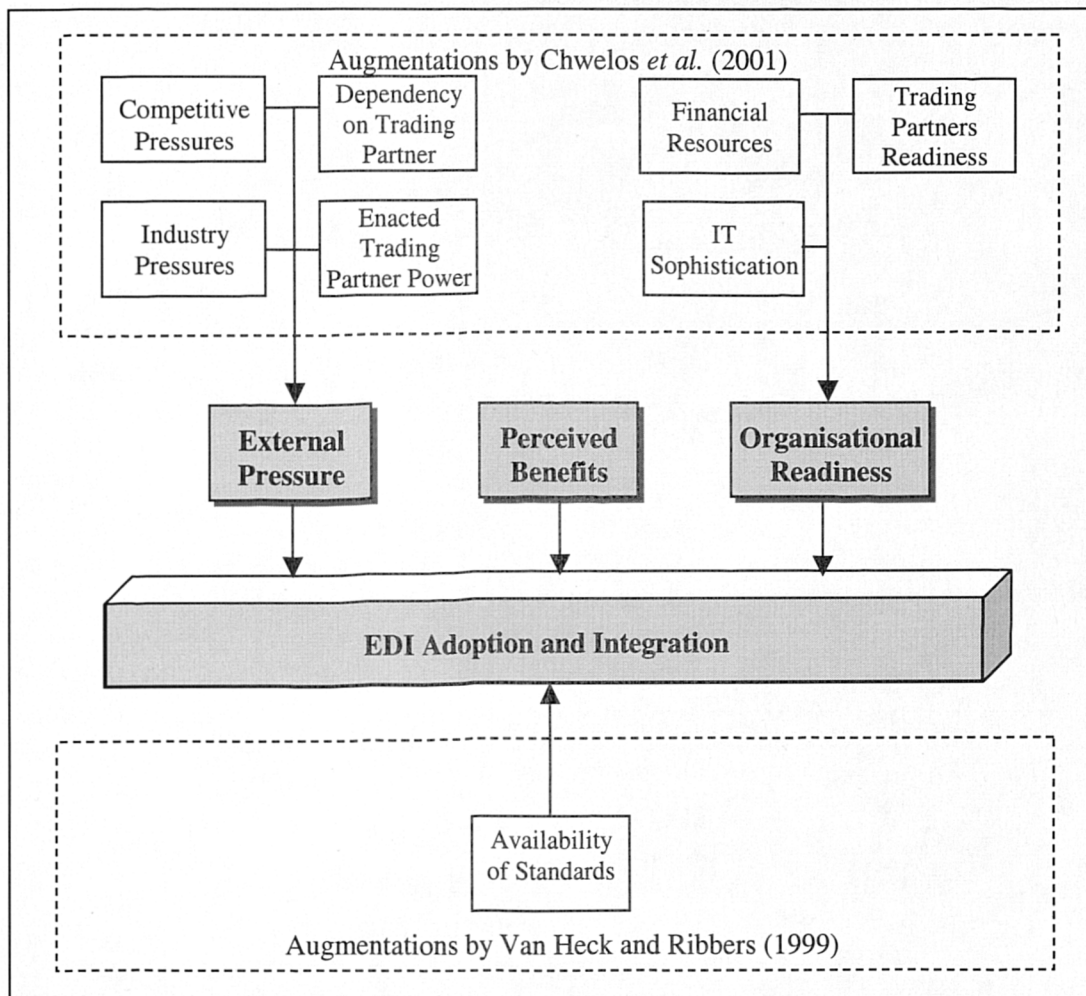 Augmentations by Chwelos et al. (2001)
Competitive
Pressures
Dependency
on Trading
Partner
Financial
Resources
Trading
Partners
Readiness
Industry
Pressures
Enacted
Trading
Partner Power
IT
Sophistication
External
Pressure
Perceived
Benefits
Organisational
Readiness
EDI Adoption and Integration
Availability
of Standards
Augmentations by Van Heck and Ribbers (1999)